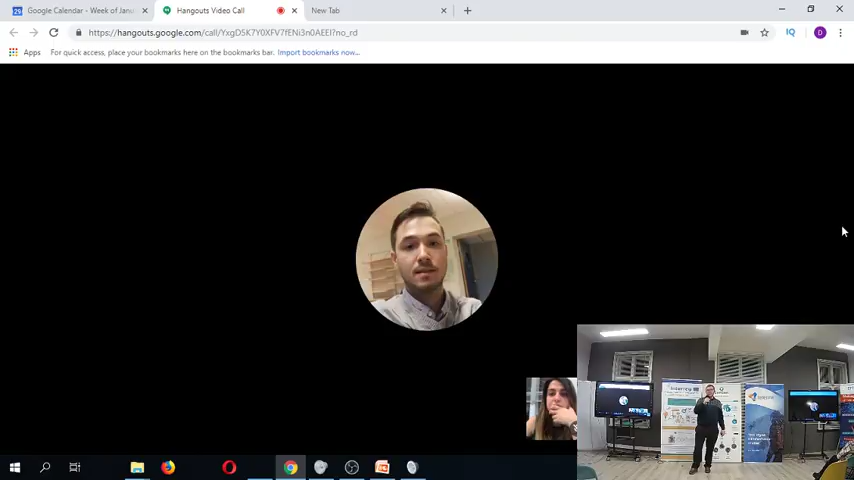 Google Calendar - Week of Janu
Hangouts Video Call
New Tab
https://hangouts.google.com/call/YxgD5K7Y0XFV7fENi3n0AEEI?no_rd
IQ
D
Apps
For quick access, place your bookmarks here on the bookmarks bar.
Import bookmarks now...